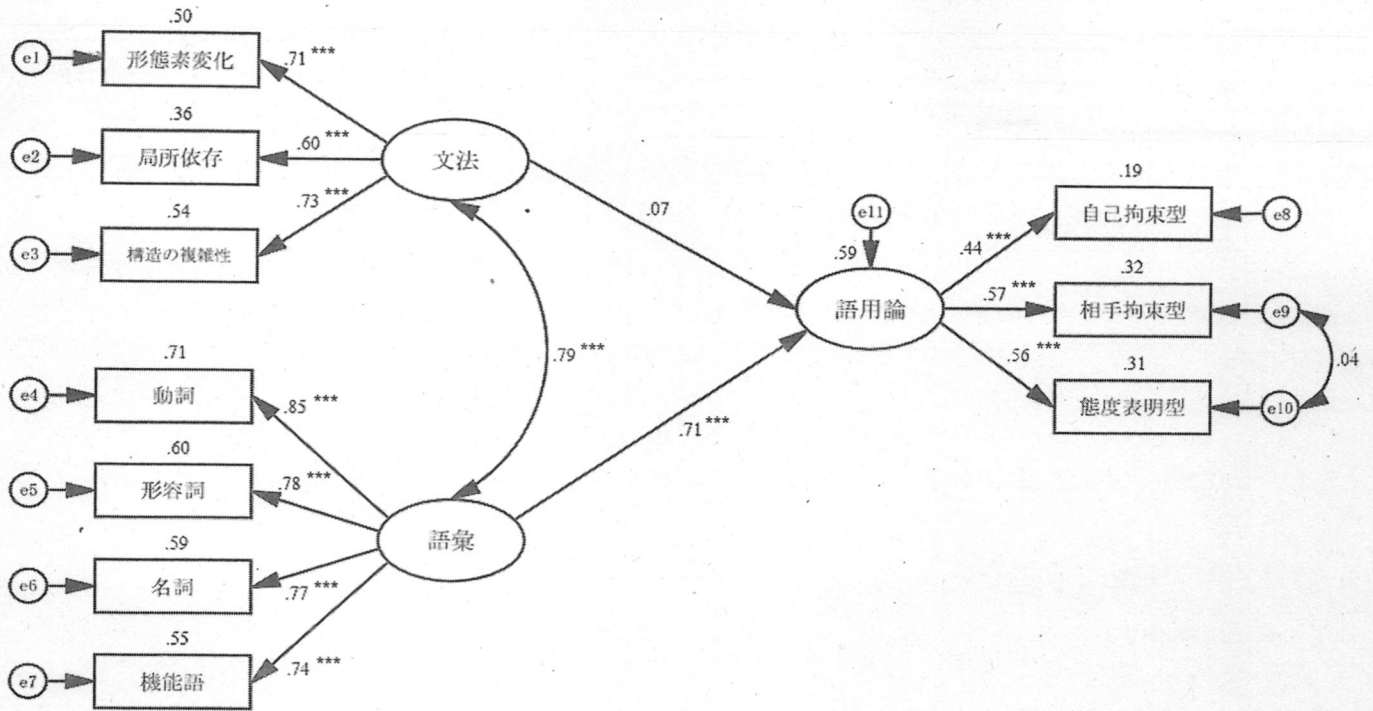 .50
e1
形態素変化
.71 ***
.36
e2
局所依存
.60 ***
.54
e3
構造の複雑性
.73 ***
文法
.07
.79 ***
.71
e4
動詞
.85 ***
.60
e5
形容詞
.78 ***
.59
e6
名詞
.77 ***
.55
e7
機能語
.74 ***
語彙
.71 ***
e11
.59
語用論
.19
自己拘束型
e8
.44 ***
.32
相手拘束型
e9
.57 ***
.31
態度表明型
e10
.56 ***
.04